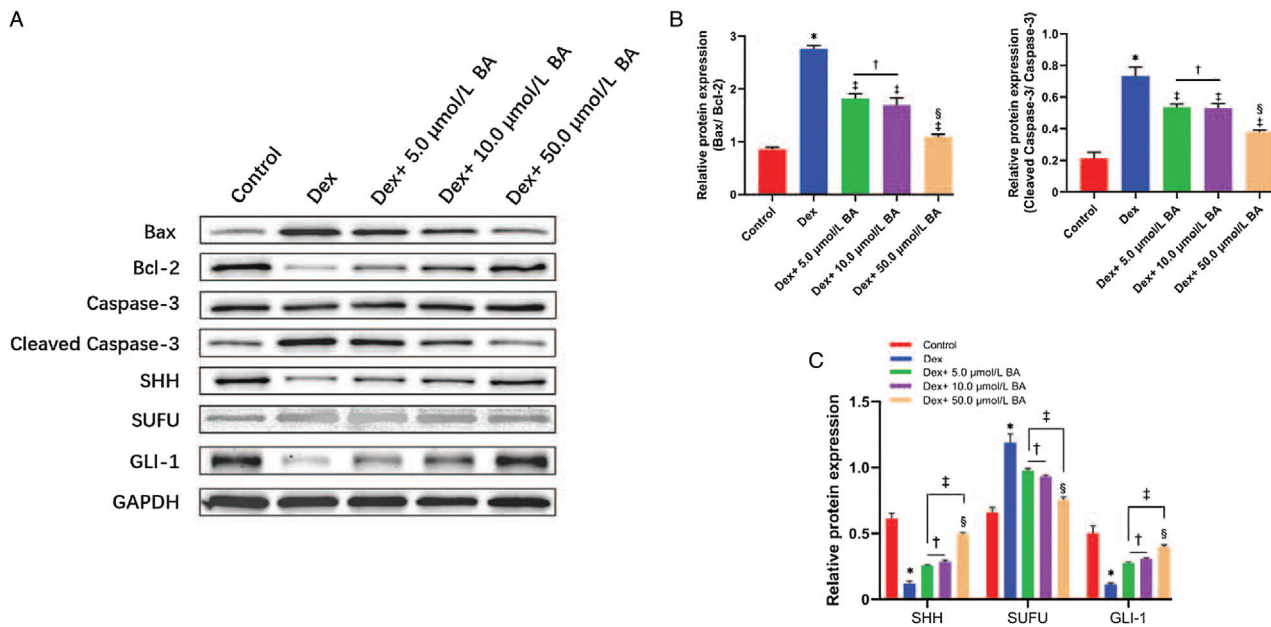 A
Control
Dex
Dex+ 5.0 μmol/L BA
Dex+ 10.0 μmol/L BA
Dex+ 50.0 μmol/L BA
Bax
Bcl-2
Caspase-3
Cleaved Caspase-3
SHH
SUFU
GLI-1
GAPDH
B
Relative protein expression
(Bax/ Bcl-2)
3
2
1
0
*
†
‡
‡
§
‡
Control
Dex
Dex+ 5.0 μmol/L BA
Dex+ 10.0 μmol/L BA
Dex+ 50.0 μmol/L BA
Relative protein expression
(Cleaved Caspase-3/ Caspase-3)
1.0
0.8
0.6
0.4
0.2
0.0
*
†
‡
‡
§
‡
Control
Dex
Dex+ 5.0 μmol/L BA
Dex+ 10.0 μmol/L BA
Dex+ 50.0 μmol/L BA
C
Control
Dex
Dex+ 5.0 μmol/L BA
Dex+ 10.0 μmol/L BA
Dex+ 50.0 μmol/L BA
Relative protein expression
1.5
1.0
0.5
0
*
†
‡
§
*
†
‡
§
*
†
‡
§
SHH
SUFU
GLI-1